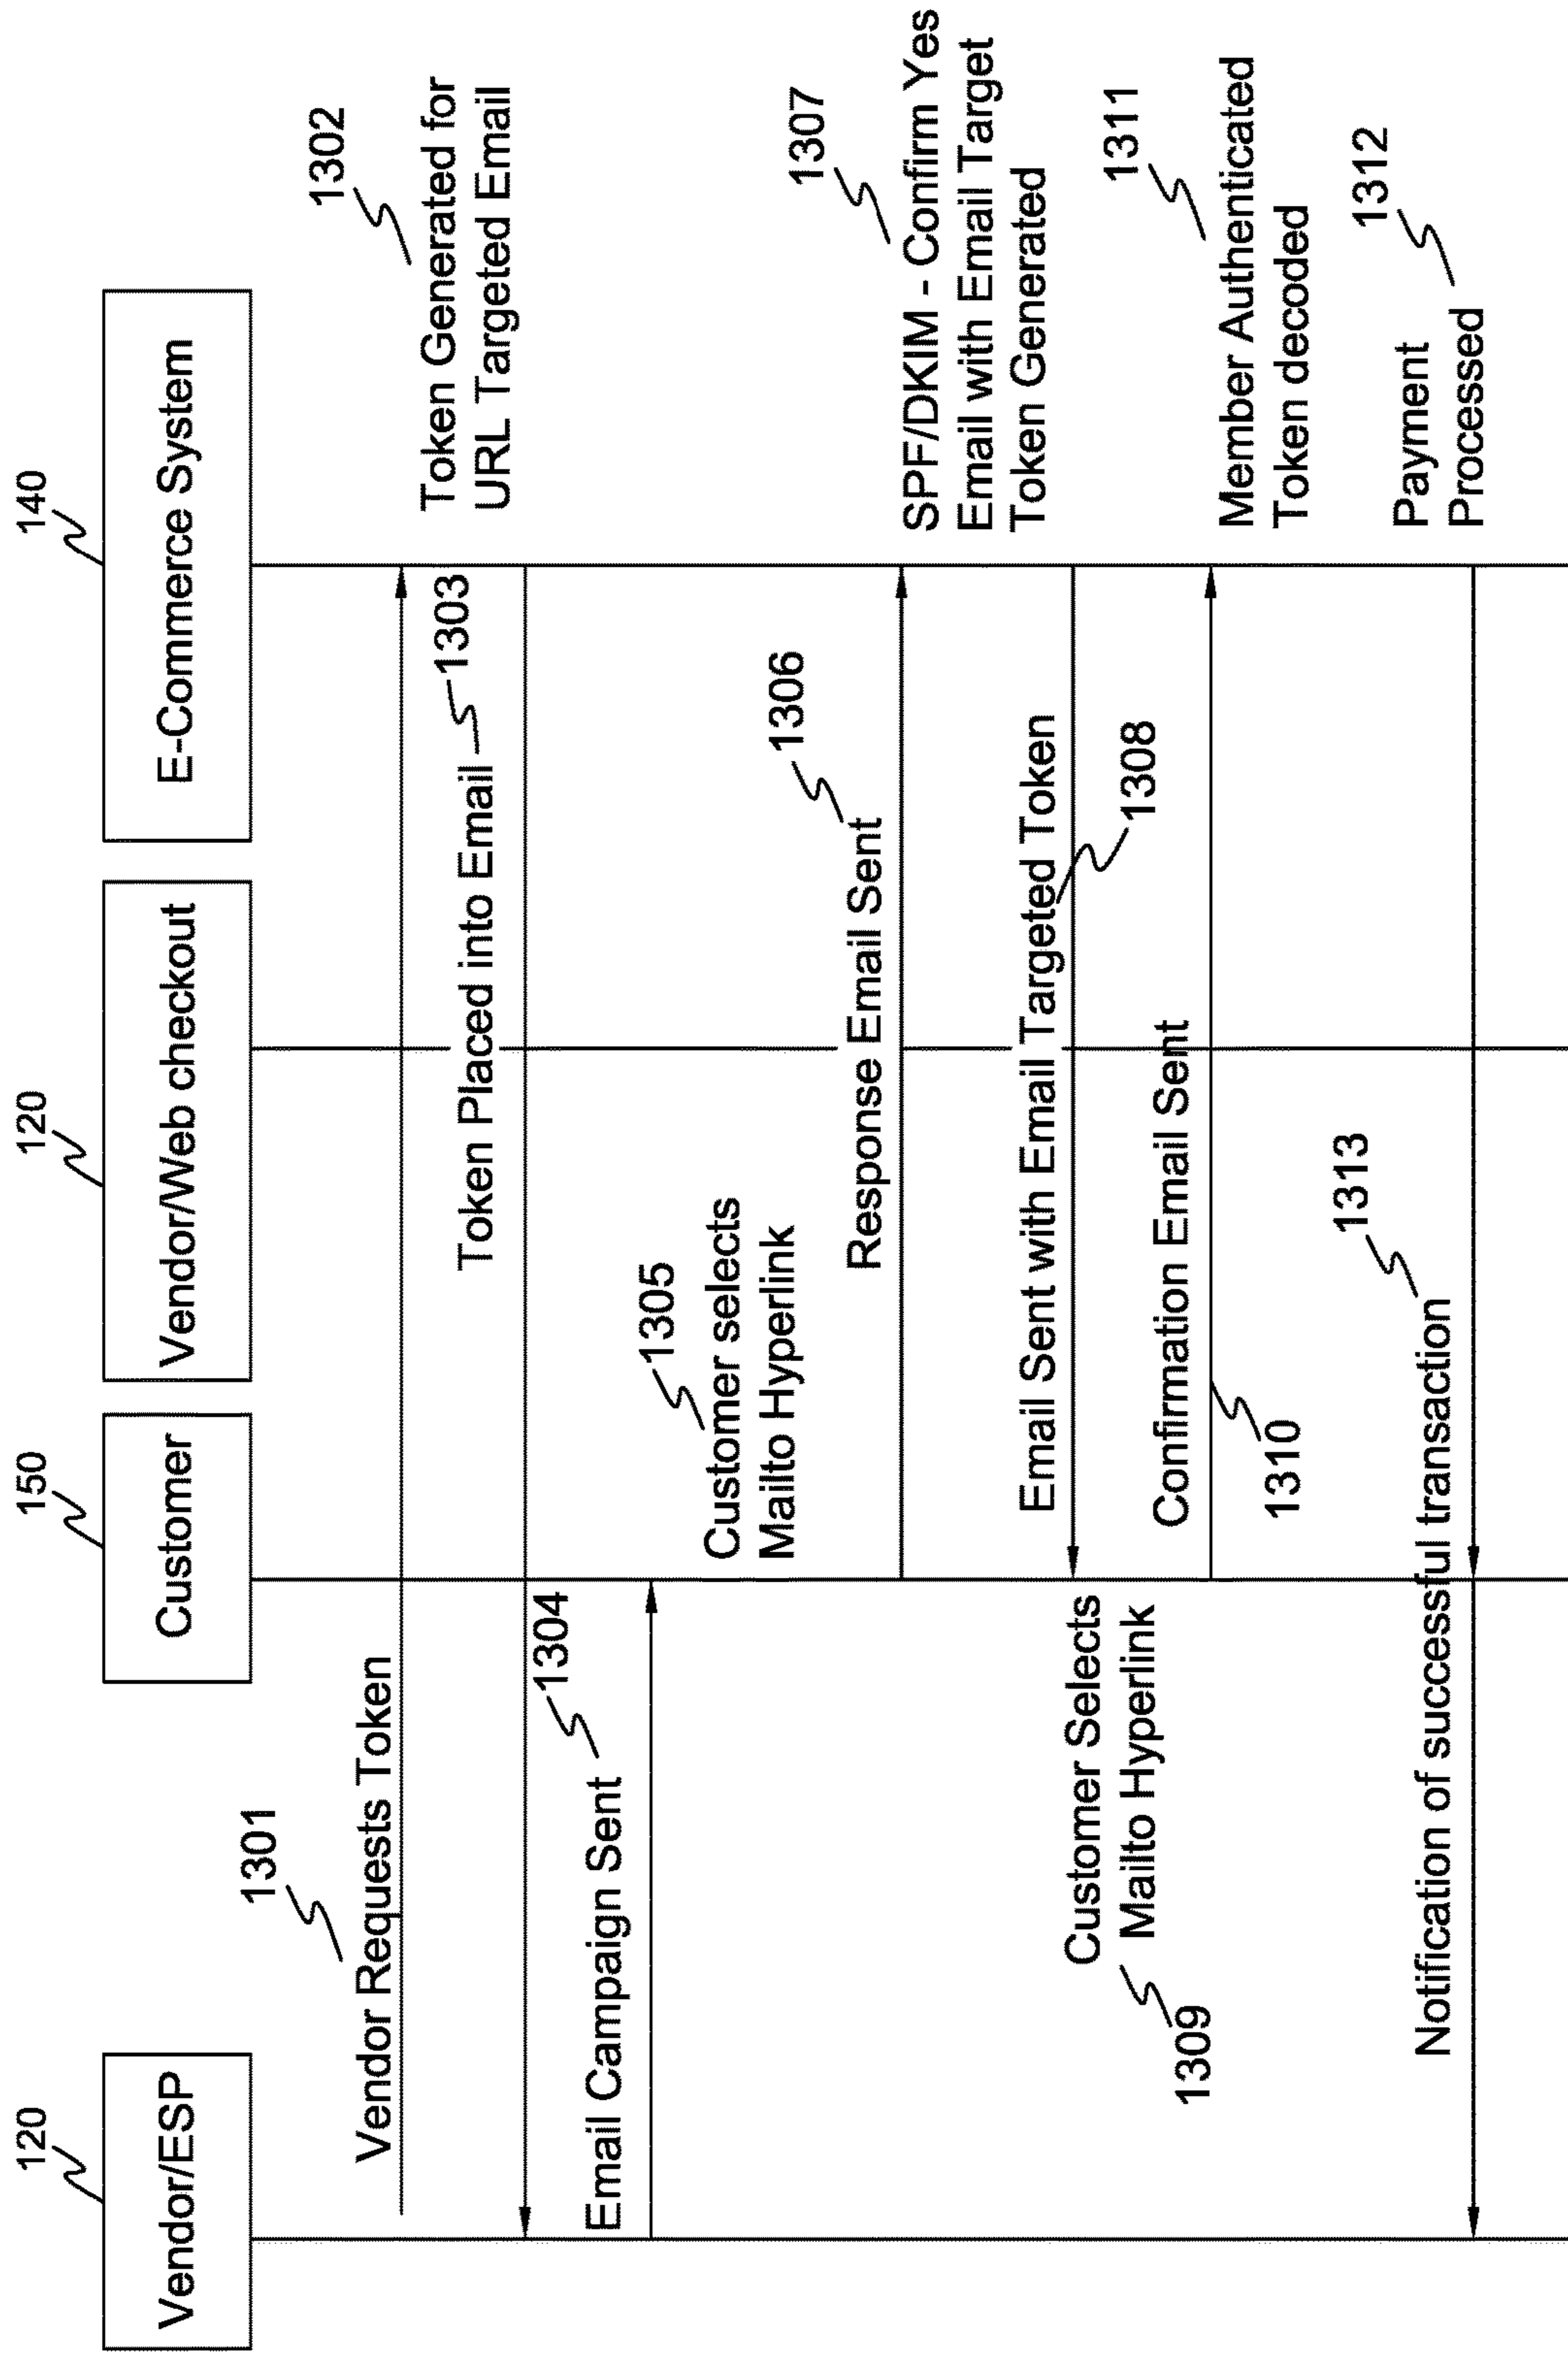 120
Vendor/ESP
150
Customer
120
Vendor/Web checkout
140
E-Commerce System
1301
Vendor Requests Token
1302
Token Generated for
URL Targeted Email
Token Placed into Email
1303
1304
Email Campaign Sent
1305
Customer selects
Mailto Hyperlink
1306
Response Email Sent
1307
SPF/DKIM - Confirm Yes
Email with Email Target
Token Generated
Email Sent with Email Targeted Token
1308
Customer Selects
Mailto Hyperlink
1309
Confirmation Email Sent
1310
1311
Member Authenticated
Token decoded
1312
Payment
Processed
1313
Notification of successful transaction